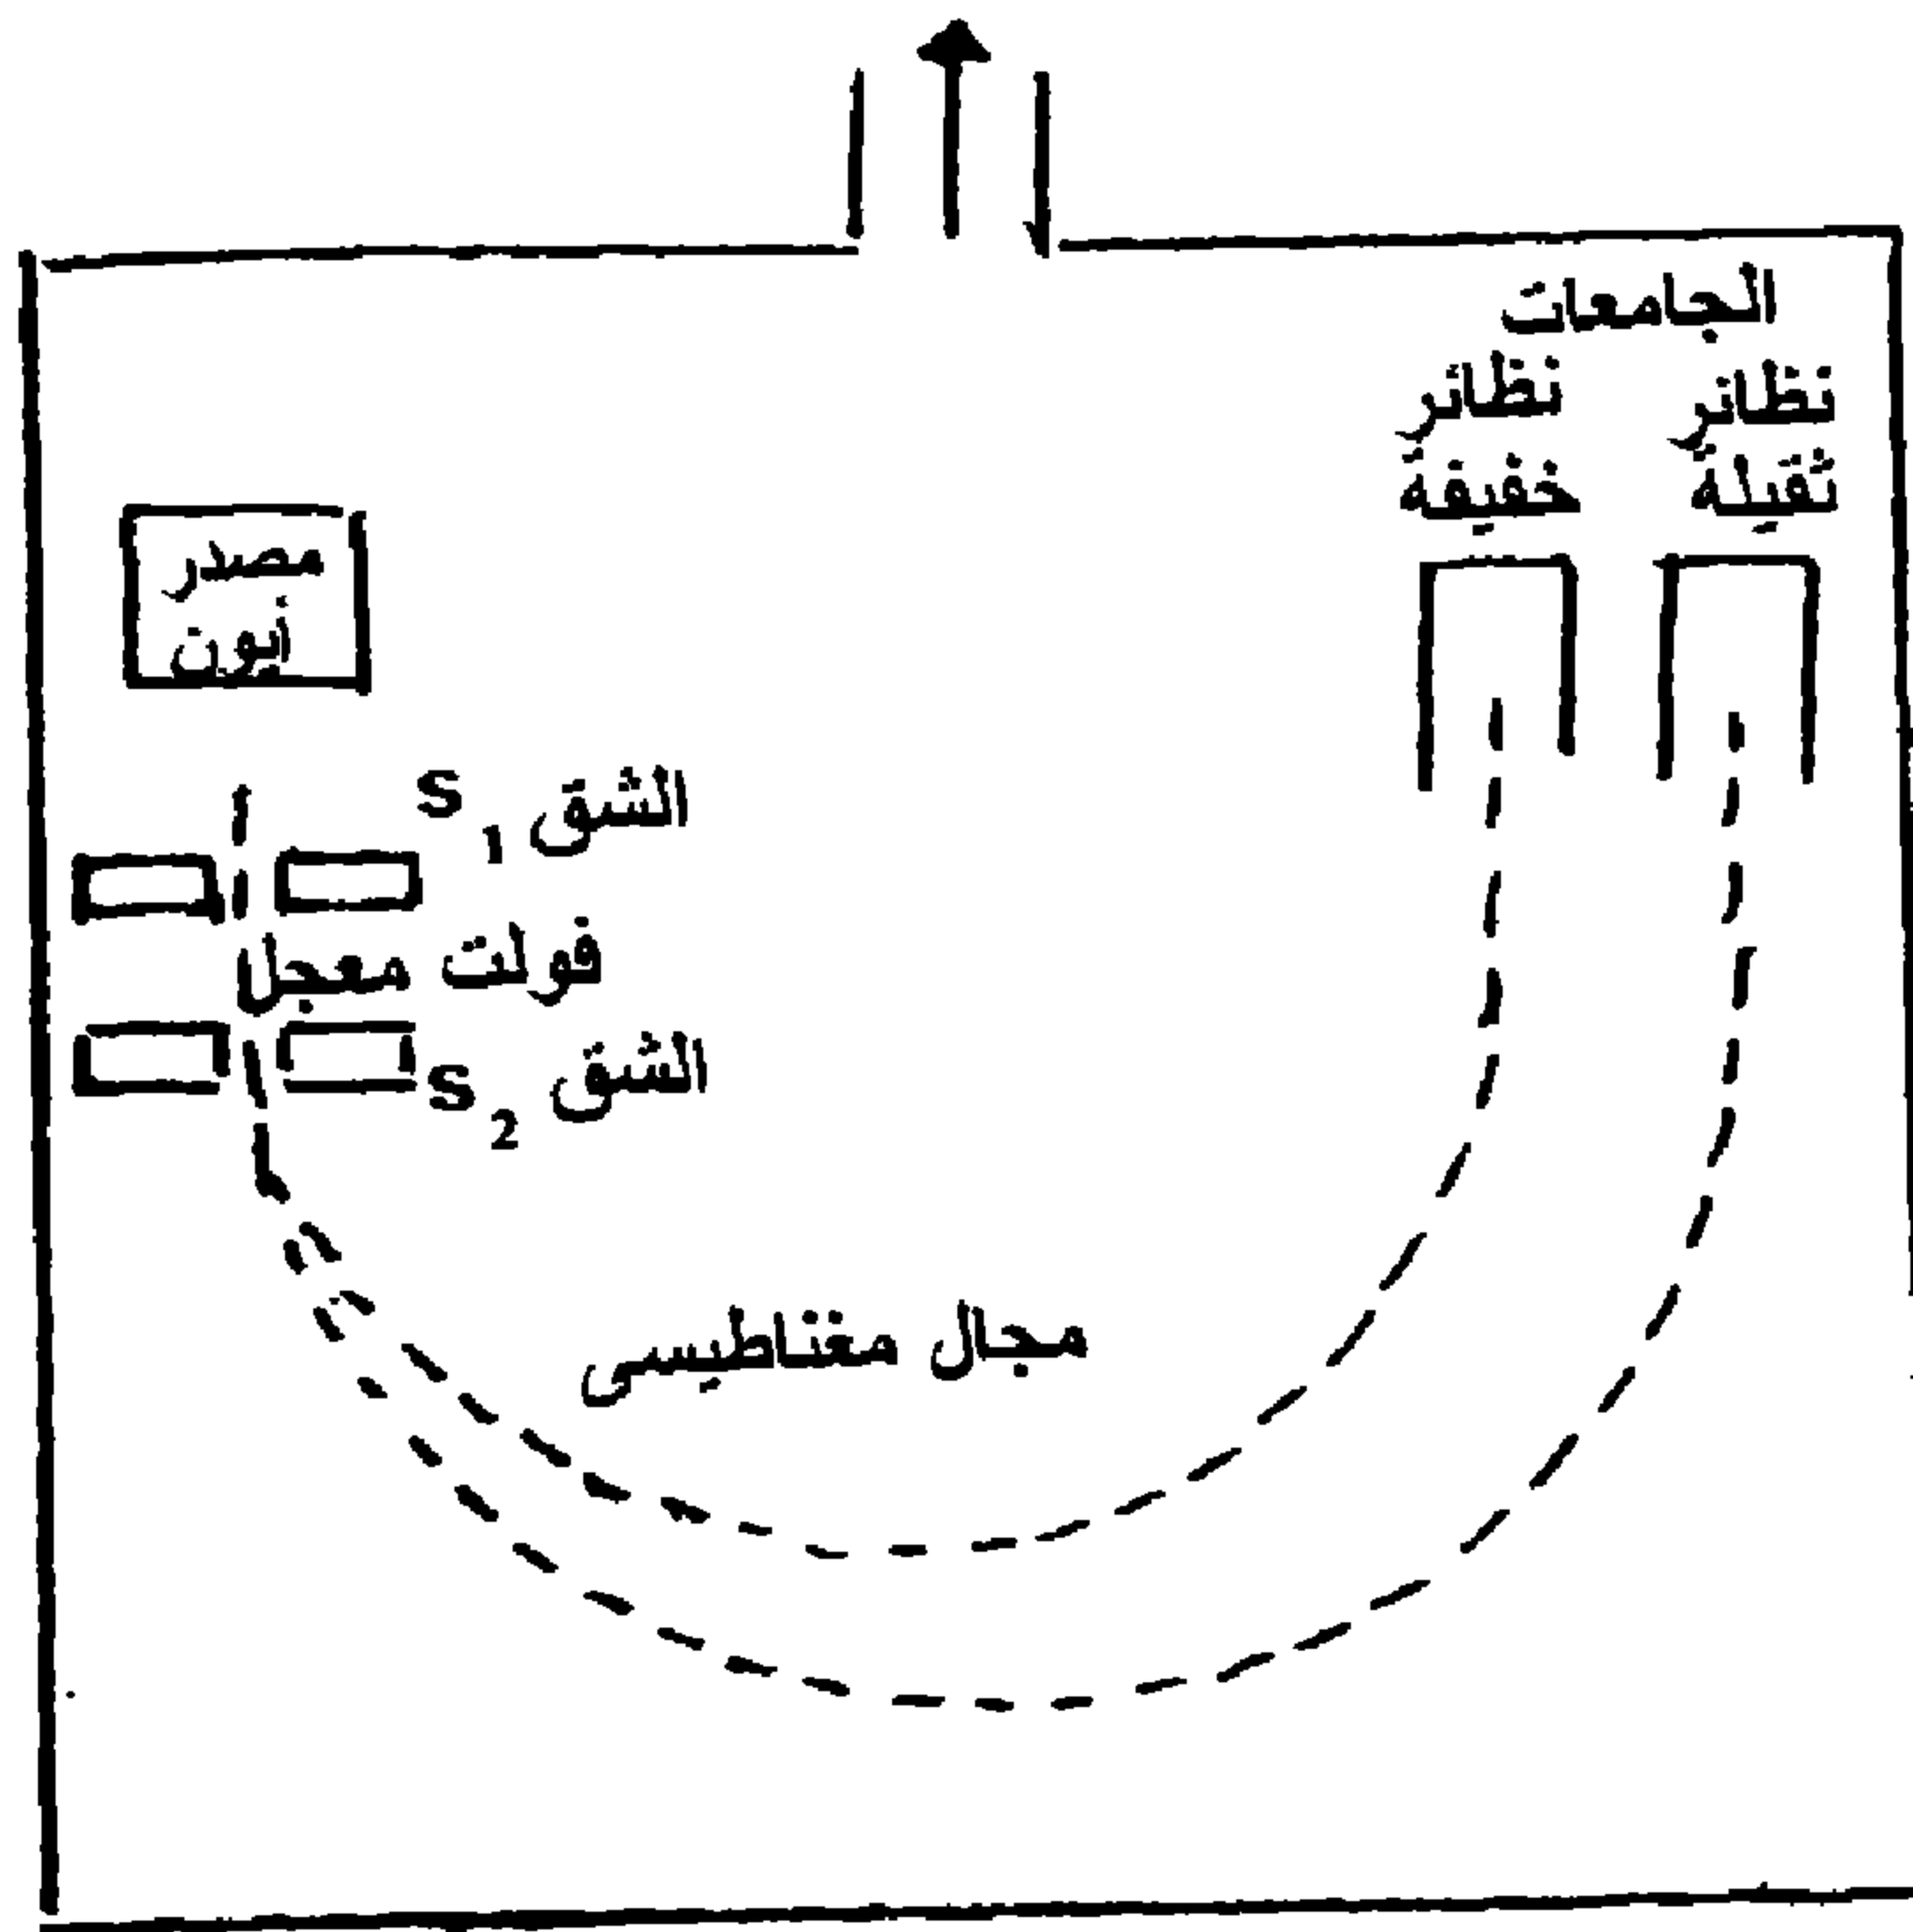 الجامعات
نظائر ثقيلة
نظائر خفيفة
مصدر
أيون
الشق S1
فولت معجل
الشق S2
مجال مغناطيسى